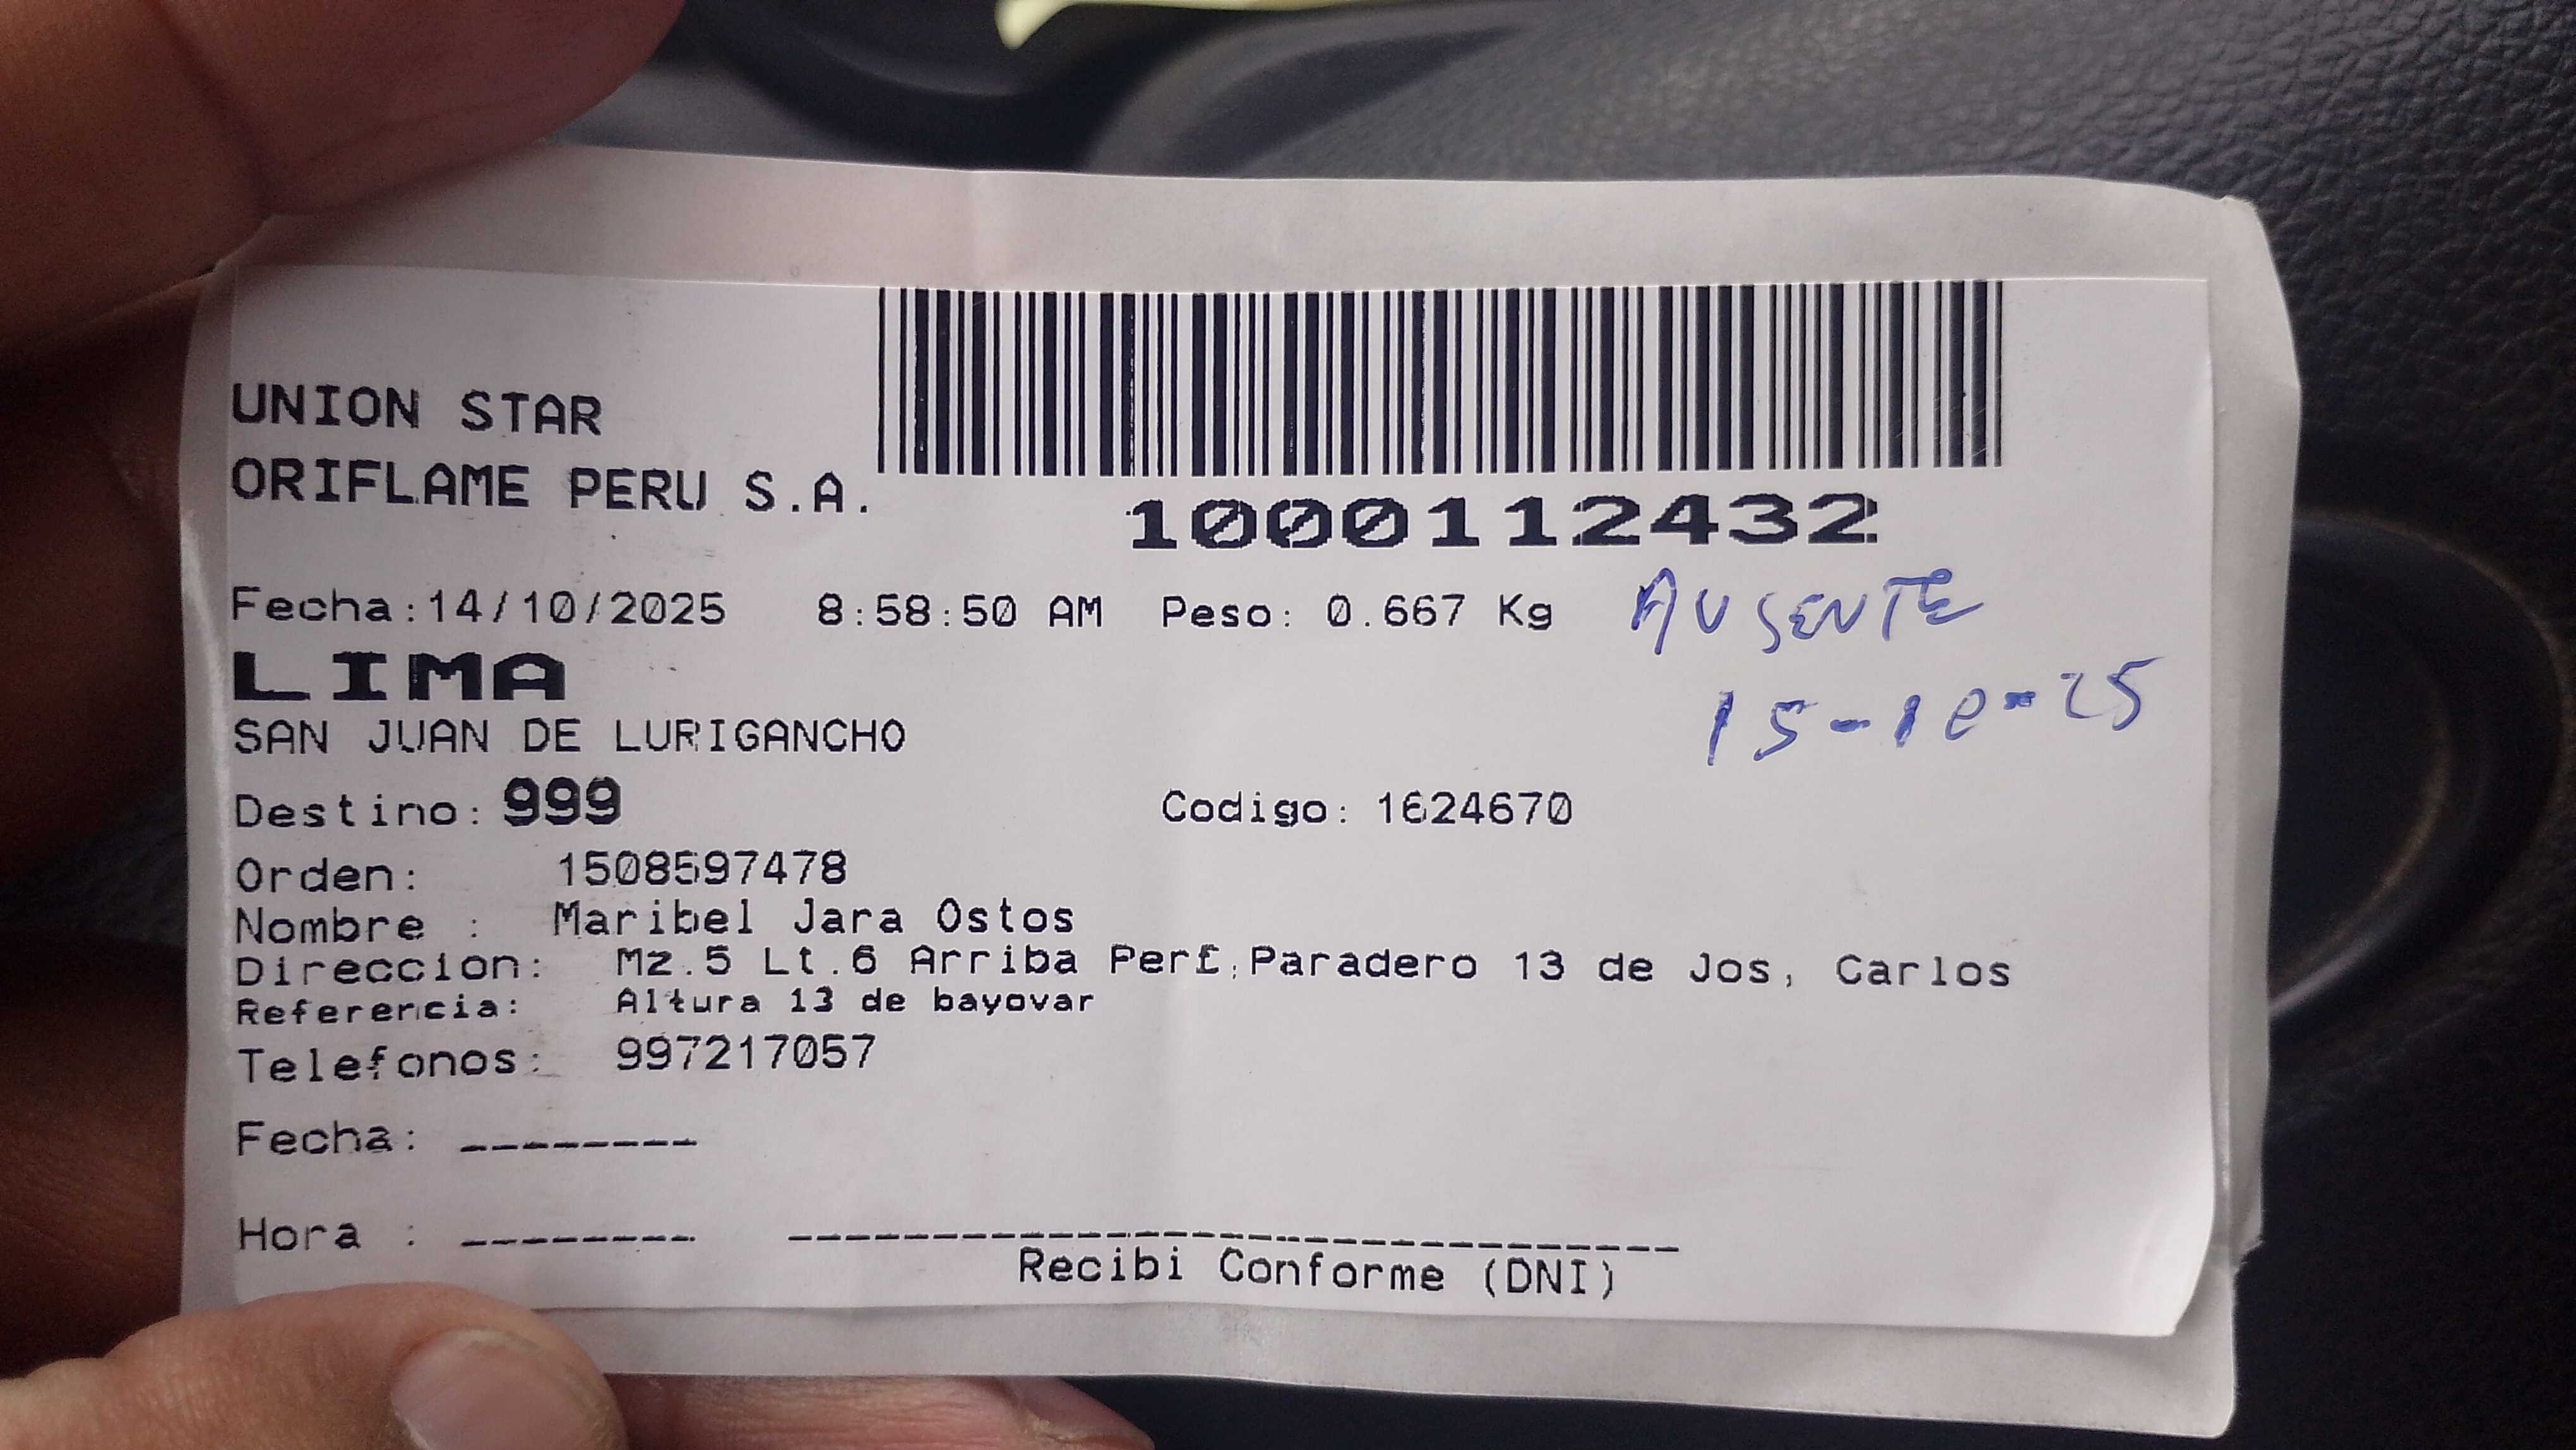 UNION STAR
ORIFLAME PERU S.A.
1000112432
Fecha:14/10/2025 8:58:50 AM Peso: 0.667 Kg
AUSENTE
15-10-25
LIMA
SAN JUAN DE LURIGANCHO
Destino: 999 Codigo: 1624670
Orden: 1508597478
Nombre : Maribel Jara Ostos
Direccion: Mz.5 Lt.6 Arriba Per£,Paradero 13 de Jos, Carlos
Referencia: Altura 13 de bayovar
Telefonos: 997217057
Fecha: --------
Hora : --------
Recibi Conforme (DNI)